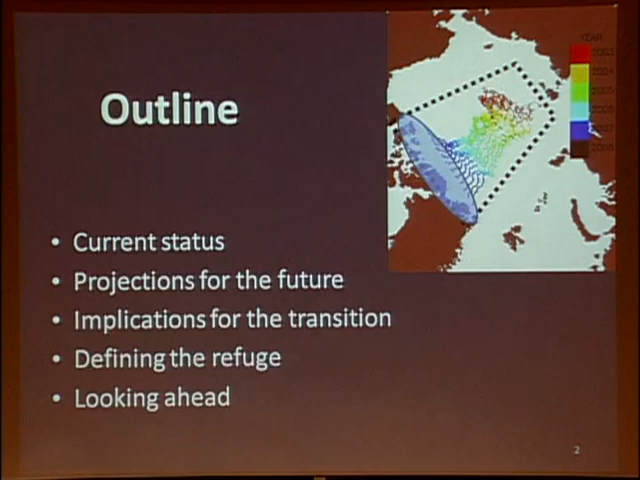 Outline
YEAR
2003
2004
2005
2006
2007
2008
• Current status
• Projections for the future
• Implications for the transition
• Defining the refuge
• Looking ahead
2